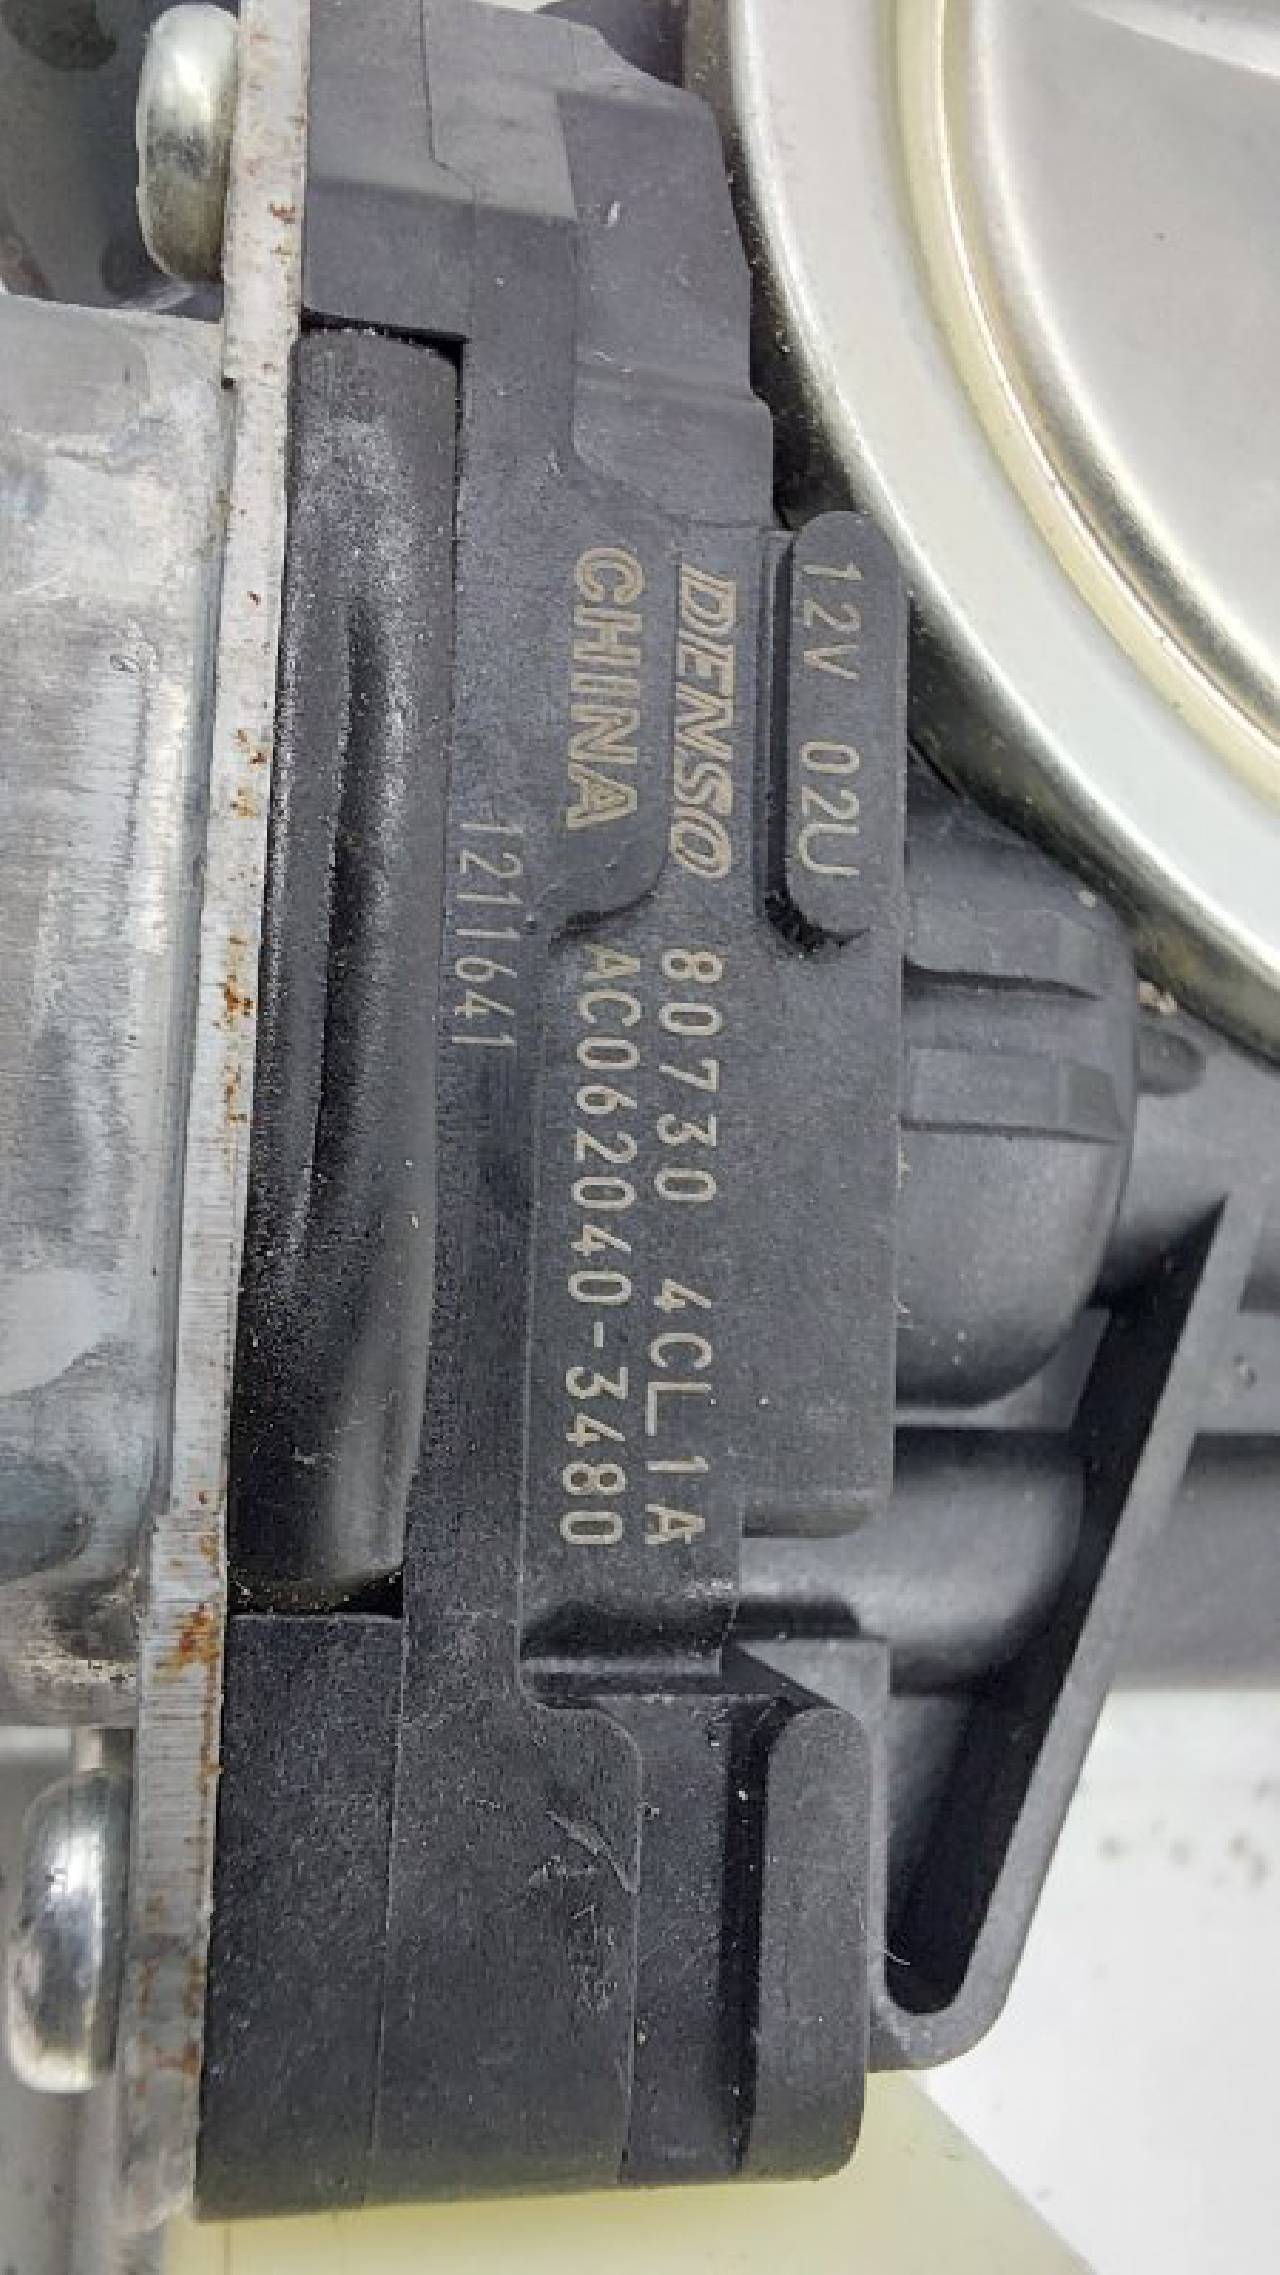 12V 02U
DENSO 80730 4CL1A
CHINA AC062040-3480
1211641